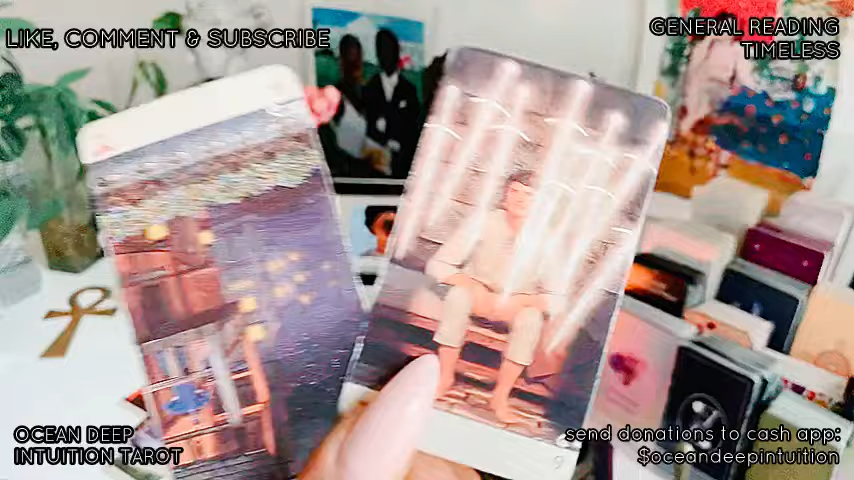 LIKE, COMMENT & SUBSCRIBE
GENERAL READING
TIMELESS
OCEAN DEEP
INTUITION TAROT
send donations to cash app:
$oceandeepintuition